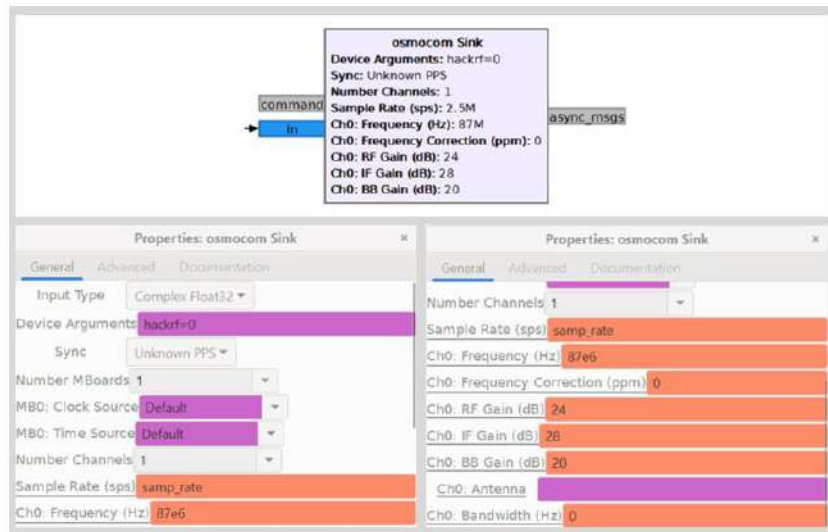 osmocom Sink
Device Arguments: hackrf=0
Sync: Unknown PPS
Number Channels: 1
command
Sample Rate (sps): 2.5M
async_msgs
in
Ch0: Frequency (Hz): 87M
Ch0: Frequency Correction (ppm): 0
Ch0: RF Gain (dB): 24
Ch0: IF Gain (dB): 28
Ch0: BB Gain (dB): 20
Properties: osmocom Sink ×
General Advanced Documentation
Input Type Complex Float32
Device Arguments hackrf=0
Sync Unknown PPS
Number MBoards 1
MB0: Clock Source Default
MB0: Time Source Default
Number Channels 1
Sample Rate (sps) samp_rate
Ch0: Frequency (Hz) 87e6
Properties: osmocom Sink ×
General Advanced Documentation
Number Channels 1
Sample Rate (sps) samp_rate
Ch0: Frequency (Hz) 87e6
Ch0: Frequency Correction (ppm) 0
Ch0: RF Gain (dB) 24
Ch0: IF Gain (dB) 28
Ch0: BB Gain (dB) 20
Ch0: Antenna
Ch0: Bandwidth (Hz) 0